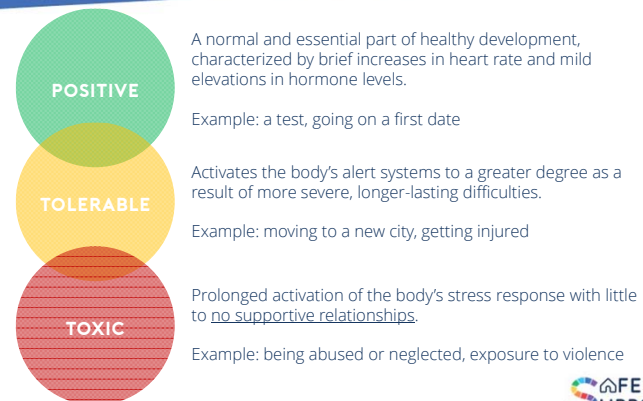 POSITIVE
A normal and essential part of healthy development,
characterized by brief increases in heart rate and mild
elevations in hormone levels.
Example: a test, going on a first date
TOLERABLE
Activates the body's alert systems to a greater degree as a
result of more severe, longer-lasting difficulties.
Example: moving to a new city, getting injured
TOXIC
Prolonged activation of the body's stress response with little
to no supportive relationships.
Example: being abused or neglected, exposure to violence